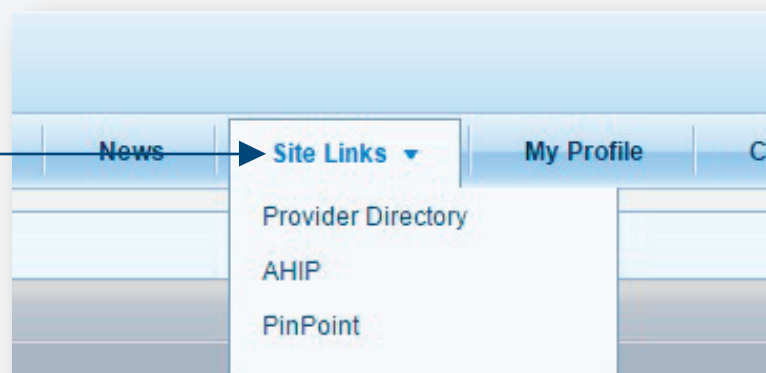 News Site Links My Profile C
Provider Directory
AHIP
PinPoint